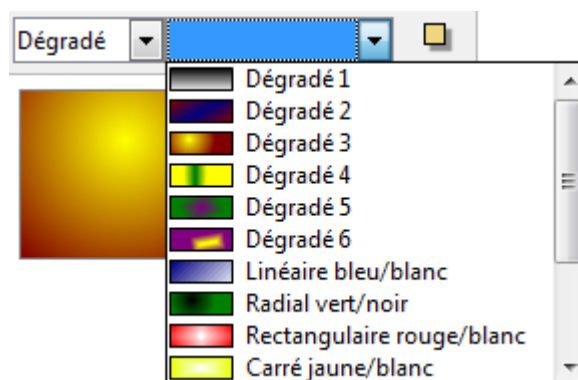 Dégradé
Dégradé 1
Dégradé 2
Dégradé 3
Dégradé 4
Dégradé 5
Dégradé 6
Linéaire bleu/blanc
Radial vert/noir
Rectangulaire rouge/blanc
Carré jaune/blanc